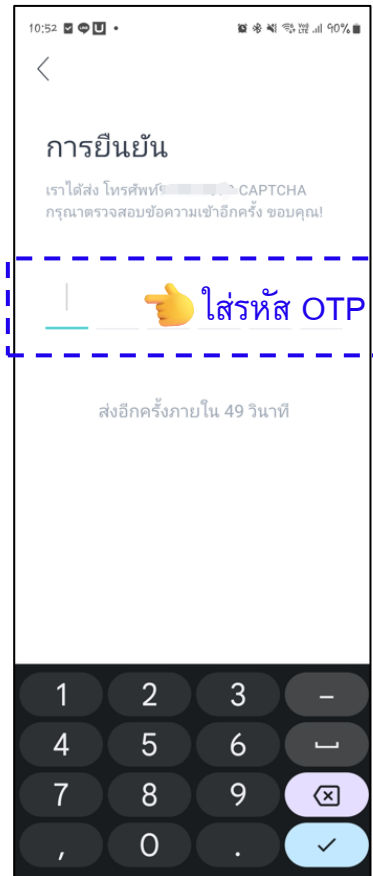 10:52
90%
การยืนยัน
เราได้ส่ง โทรศัพท์ CAPTCHA
กรุณาตรวจสอบข้อความเข้าอีกครั้ง ขอบคุณ!
ใส่รหัส OTP
ส่งอีกครั้งภายใน 49 วินาที
1 2 3 –
4 5 6
7 8 9
, 0 .